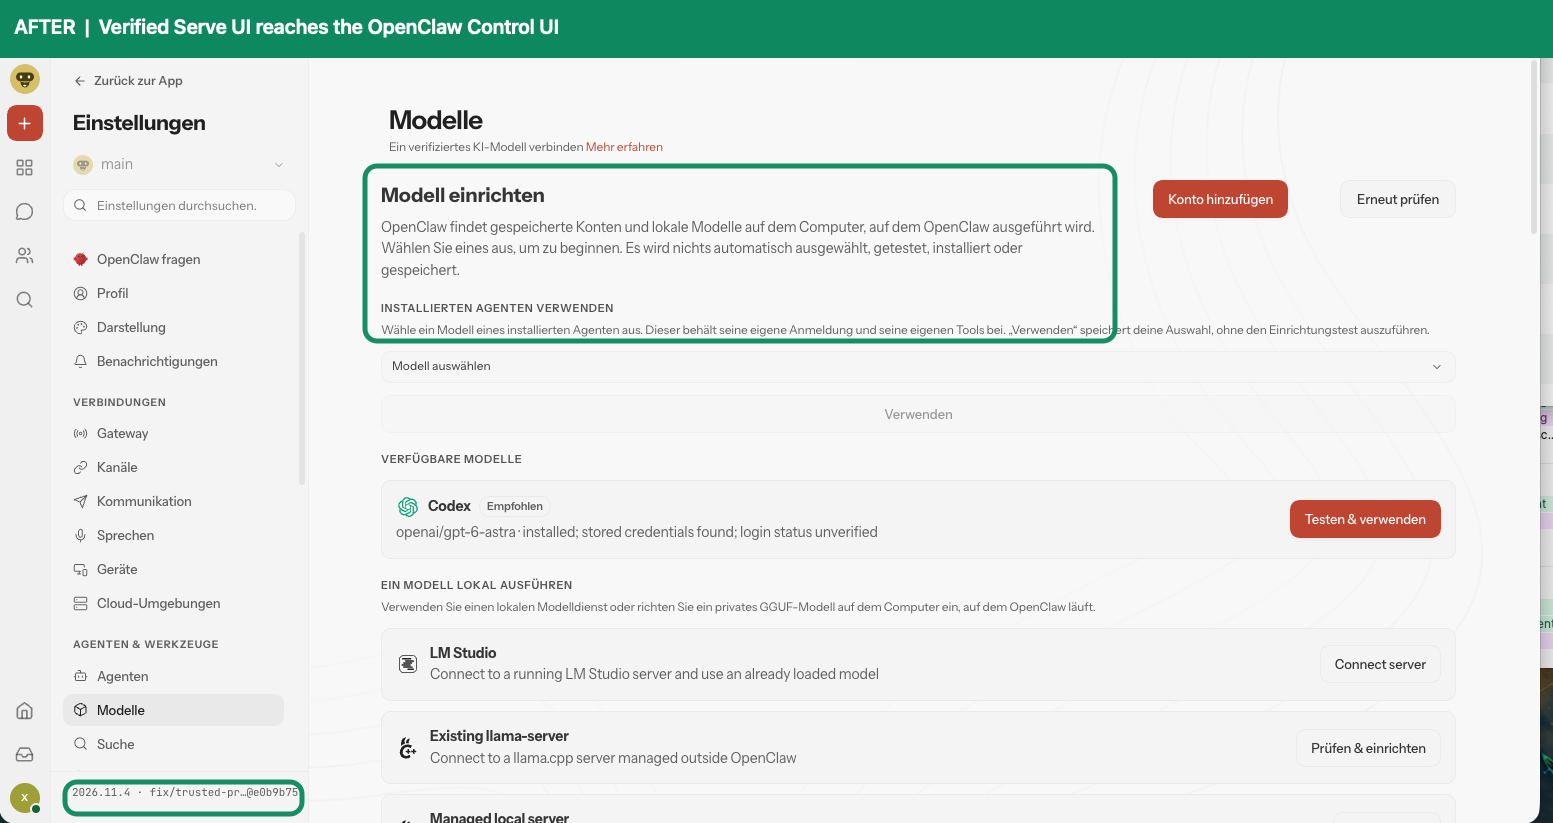 AFTER | Verified Serve UI reaches the OpenClaw Control UI
Zurück zur App
Einstellungen
main
Einstellungen durchsuchen.
OpenClaw fragen
Profil
Darstellung
Benachrichtigungen
VERBINDUNGEN
Gateway
Kanäle
Kommunikation
Sprechen
Geräte
Cloud-Umgebungen
AGENTEN & WERKZEUGE
Agenten
Modelle
Suche
X
2026.11.4 · fix/trusted-pr…@e0b9b75
Modelle
Ein verifiziertes KI-Modell verbinden Mehr erfahren
Modell einrichten
OpenClaw findet gespeicherte Konten und lokale Modelle auf dem Computer, auf dem OpenClaw ausgeführt wird.
Wählen Sie eines aus, um zu beginnen. Es wird nichts automatisch ausgewählt, getestet, installiert oder
gespeichert.
Konto hinzufügen
Erneut prüfen
INSTALLIERTEN AGENTEN VERWENDEN
Wähle ein Modell eines installierten Agenten aus. Dieser behält seine eigene Anmeldung und seine eigenen Tools bei. „Verwenden“ speichert deine Auswahl, ohne den Einrichtungstest auszuführen.
Modell auswählen
Verwenden
VERFÜGBARE MODELLE
Codex Empfohlen
openai/gpt-6-astra · installed; stored credentials found; login status unverified
Testen & verwenden
EIN MODELL LOKAL AUSFÜHREN
Verwenden Sie einen lokalen Modelldienst oder richten Sie ein privates GGUF-Modell auf dem Computer ein, auf dem OpenClaw läuft.
LM Studio
Connect to a running LM Studio server and use an already loaded model
Connect server
Existing llama-server
Connect to a llama.cpp server managed outside OpenClaw
Prüfen & einrichten
Managed local server